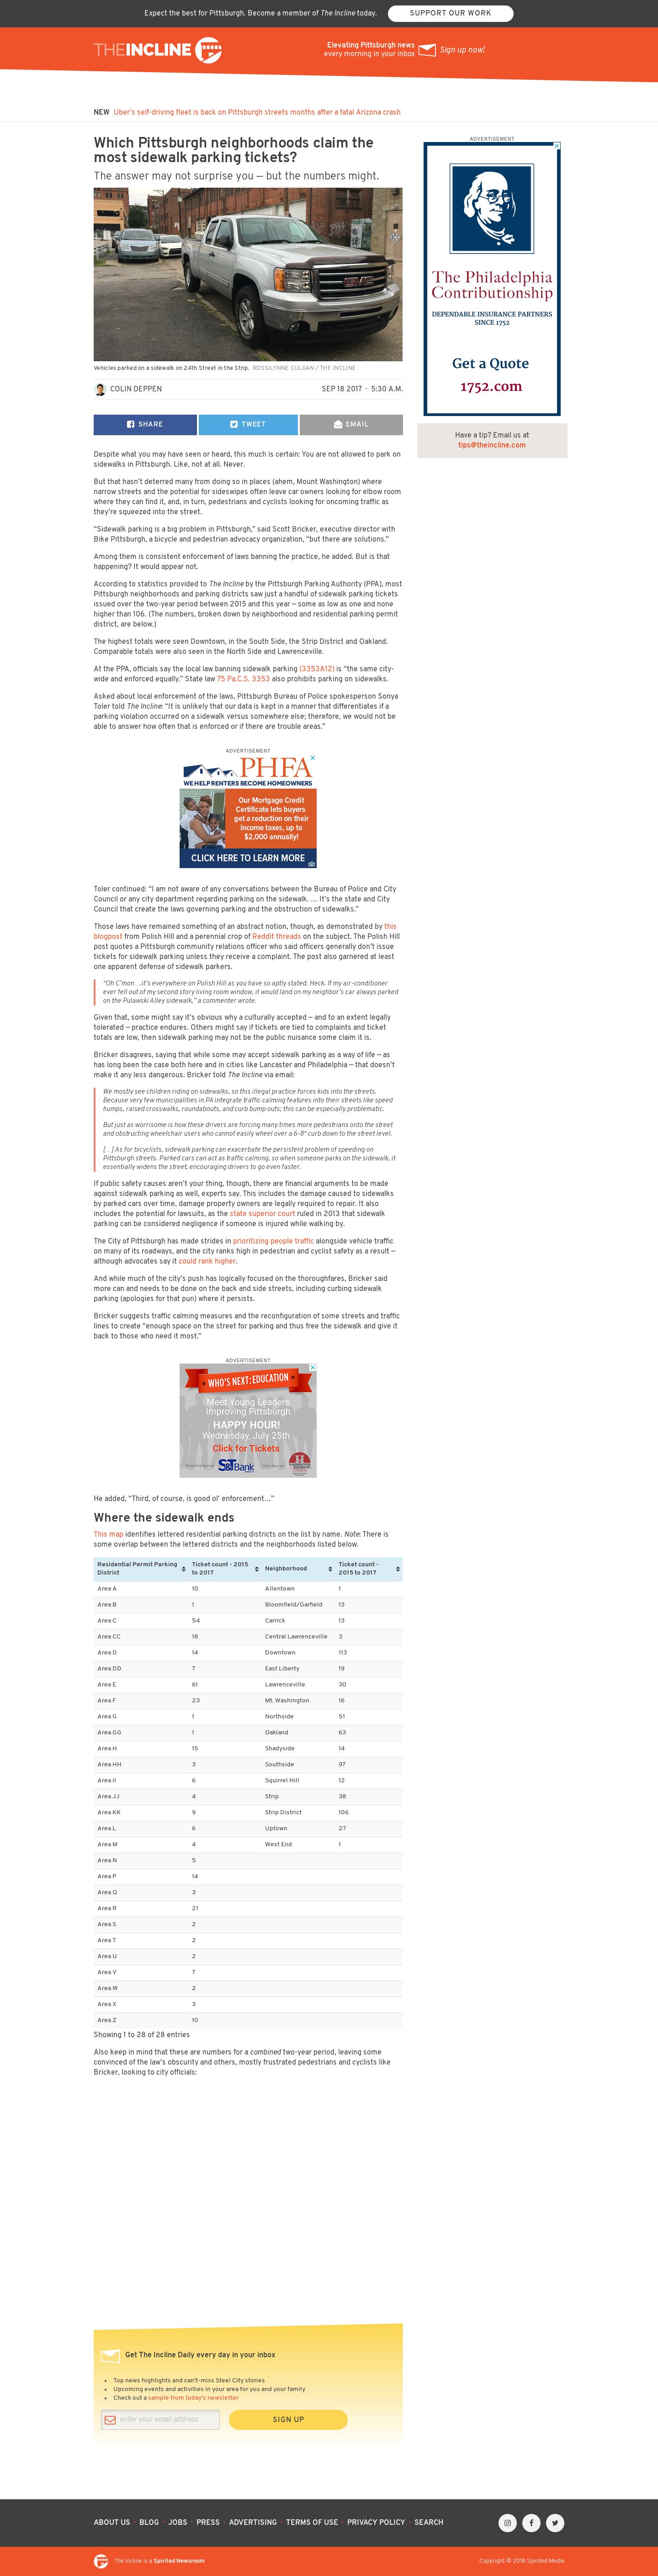 Expect the best for Pittsburgh. Become a member of The Incline today.
SUPPORT OUR WORK
THEINCLINE
Elevating Pittsburgh news
every morning in your inbox
Sign up now!
NEW Uber's self-driving fleet is back on Pittsburgh streets months after a fatal Arizona crash
Which Pittsburgh neighborhoods claim the
most sidewalk parking tickets?
The answer may not surprise you — but the numbers might.
Vehicles parked on a sidewalk on 24th Street in the Strip. ROSSILYNNE CULGAN / THE INCLINE
COLIN DEPPEN
SEP 18 2017 · 5:30 A.M.
SHARE
TWEET
EMAIL
Despite what you may have seen or heard, this much is certain: You are not allowed to park on
sidewalks in Pittsburgh. Like, not at all. Never.
But that hasn't deterred many from doing so in places (ahem, Mount Washington) where
narrow streets and the potential for sideswipes often leave car owners looking for elbow room
where they can find it, and, in turn, pedestrians and cyclists looking for oncoming traffic as
they're squeezed into the street.
“Sidewalk parking is a big problem in Pittsburgh,” said Scott Bricker, executive director with
Bike Pittsburgh, a bicycle and pedestrian advocacy organization, “but there are solutions.”
Among them is consistent enforcement of laws banning the practice, he added. But is that
happening? It would appear not.
According to statistics provided to The Incline by the Pittsburgh Parking Authority (PPA), most
Pittsburgh neighborhoods and parking districts saw just a handful of sidewalk parking tickets
issued over the two-year period between 2015 and this year — some as low as one and none
higher than 106. (The numbers, broken down by neighborhood and residential parking permit
district, are below.)
The highest totals were seen Downtown, in the South Side, the Strip District and Oakland.
Comparable totals were also seen in the North Side and Lawrenceville.
At the PPA, officials say the local law banning sidewalk parking (3353A12) is “the same city-
wide and enforced equally.” State law 75 Pa.C.S. 3353 also prohibits parking on sidewalks.
Asked about local enforcement of the laws, Pittsburgh Bureau of Police spokesperson Sonya
Toler told The Incline: “It is unlikely that our data is kept in a manner that differentiates if a
parking violation occurred on a sidewalk versus somewhere else; therefore, we would not be
able to answer how often that is enforced or if there are trouble areas.”
ADVERTISEMENT
PHFA
WE HELP RENTERS BECOME HOMEOWNERS
Our Mortgage Credit
Certificate lets buyers
get a reduction on their
income taxes, up to
$2,000 annually!
CLICK HERE TO LEARN MORE
Toler continued: “I am not aware of any conversations between the Bureau of Police and City
Council or any city department regarding parking on the sidewalk. … It's the state and City
Council that create the laws governing parking and the obstruction of sidewalks.”
Those laws have remained something of an abstract notion, though, as demonstrated by this
blogpost from Polish Hill and a perennial crop of Reddit threads on the subject. The Polish Hill
post quotes a Pittsburgh community relations officer who said officers generally don't issue
tickets for sidewalk parking unless they receive a complaint. The post also garnered at least
one apparent defense of sidewalk parkers.
“Oh C'mon…..it's everywhere on Polish Hill as you have so aptly stated. Heck. If my air-conditioner
ever fell out of my second story living room window, it would land on my neighbor's car always parked
on the Pulawski Alley sidewalk,” a commenter wrote.
Given that, some might say it's obvious why a culturally accepted — and to an extent legally
tolerated — practice endures. Others might say if tickets are tied to complaints and ticket
totals are low, then sidewalk parking may not be the public nuisance some claim it is.
Bricker disagrees, saying that while some may accept sidewalk parking as a way of life — as
has long been the case both here and in cities like Lancaster and Philadelphia — that doesn't
make it any less dangerous. Bricker told The Incline via email:
We mostly see children riding on sidewalks, so this illegal practice forces kids into the streets.
Because very few municipalities in PA integrate traffic calming features into their streets like speed
humps, raised crosswalks, roundabouts, and curb bump outs; this can be especially problematic.
But just as worrisome is how these drivers are forcing many times more pedestrians onto the street
and obstructing wheelchair users who cannot easily wheel over a 6-8″ curb down to the street level.
[…] As for bicyclists, sidewalk parking can exacerbate the persistent problem of speeding on
Pittsburgh streets. Parked cars can act as traffic calming, so when someone parks on the sidewalk, it
essentially widens the street, encouraging drivers to go even faster.
If public safety causes aren't your thing, though, there are financial arguments to be made
against sidewalk parking as well, experts say. This includes the damage caused to sidewalks
by parked cars over time, damage property owners are legally required to repair. It also
includes the potential for lawsuits, as the state superior court ruled in 2013 that sidewalk
parking can be considered negligence if someone is injured while walking by.
The City of Pittsburgh has made strides in prioritizing people traffic alongside vehicle traffic
on many of its roadways, and the city ranks high in pedestrian and cyclist safety as a result —
although advocates say it could rank higher.
And while much of the city's push has logically focused on the thoroughfares, Bricker said
more can and needs to be done on the back and side streets, including curbing sidewalk
parking (apologies for that pun) where it persists.
Bricker suggests traffic calming measures and the reconfiguration of some streets and traffic
lines to create “enough space on the street for parking and thus free the sidewalk and give it
back to those who need it most.”
ADVERTISEMENT
WHO'S NEXT: EDUCATION
Meet Young Leaders
Improving Pittsburgh
HAPPY HOUR!
Wednesday, July 25th
Click for Tickets
S&T Bank
He added, “Third, of course, is good ol' enforcement…”
Where the sidewalk ends
This map identifies lettered residential parking districts on the list by name. Note: There is
some overlap between the lettered districts and the neighborhoods listed below.
Residential Permit Parking District Ticket count - 2015 to 2017 Neighborhood Ticket count - 2015 to 2017
Area A 10 Allentown 1
Area B 1 Bloomfield/Garfield 13
Area C 54 Carrick 13
Area CC 18 Central Lawrenceville 3
Area D 14 Downtown 113
Area DD 7 East Liberty 19
Area E 61 Lawrenceville 30
Area F 23 Mt. Washington 16
Area G 1 Northside 51
Area GG 1 Oakland 63
Area H 15 Shadyside 14
Area HH 3 Southside 97
Area II 6 Squirrel Hill 12
Area JJ 4 Strip 38
Area KK 9 Strip District 106
Area L 6 Uptown 27
Area M 4 West End 1
Area N 5
Area P 14
Area Q 3
Area R 21
Area S 2
Area T 2
Area U 2
Area V 7
Area W 2
Area X 3
Area Z 10
Showing 1 to 28 of 28 entries
Also keep in mind that these are numbers for a combined two-year period, leaving some
convinced of the law's obscurity and others, mostly frustrated pedestrians and cyclists like
Bricker, looking to city officials:
ADVERTISEMENT
The Philadelphia
Contributionship
DEPENDABLE INSURANCE PARTNERS
SINCE 1752
Get a Quote
1752.com
Have a tip? Email us at
tips@theincline.com
Get The Incline Daily every day in your inbox
• Top news highlights and can't-miss Steel City stories
• Upcoming events and activities in your area for you and your family
• Check out a sample from today's newsletter
enter your email address
SIGN UP
ABOUT US · BLOG · JOBS · PRESS · ADVERTISING · TERMS OF USE · PRIVACY POLICY · SEARCH
The Incline is a Spirited Newsroom
Copyright © 2018 Spirited Media